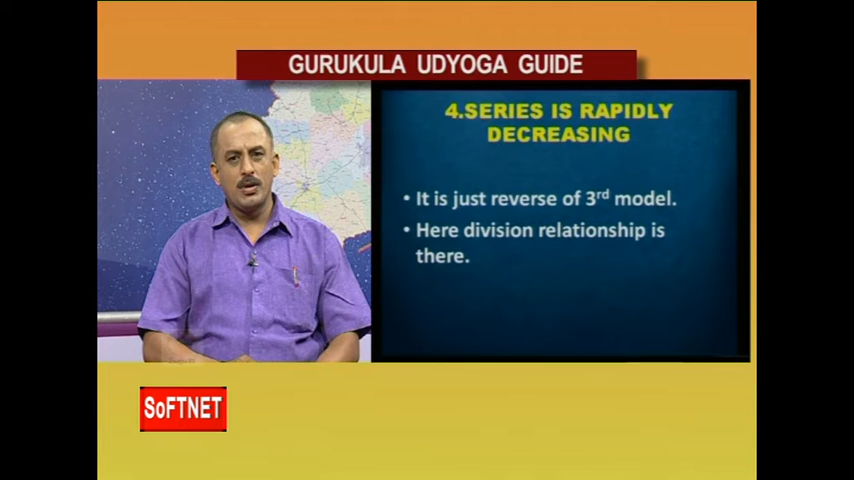 GURUKULA UDYOGA GUIDE
4.SERIES IS RAPIDLY
DECREASING
• It is just reverse of 3rd model.
• Here division relationship is
there.
SoFTNET